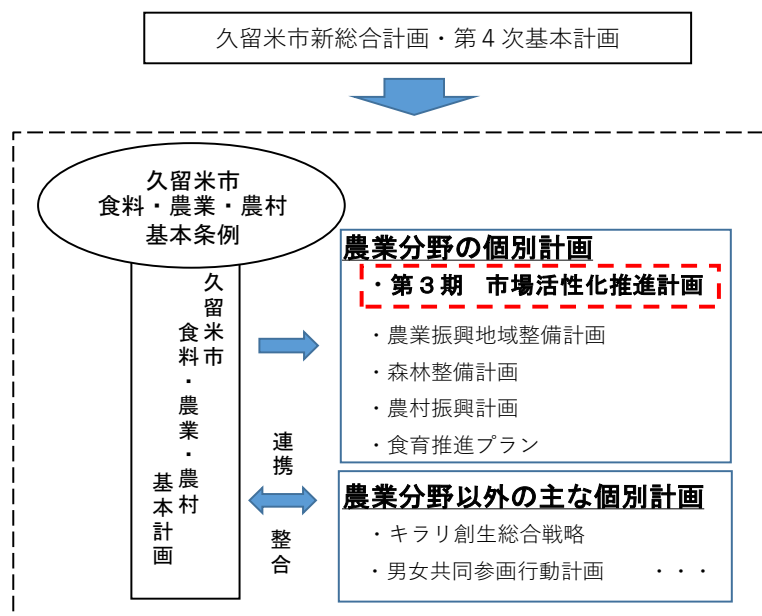 久留米市新総合計画・第４次基本計画
久留米市
食料・農業・農村
基本条例
久留米市
食料・農業・農村
基本計画
農業分野の個別計画
・第３期　市場活性化推進計画
・農業振興地域整備計画
・森林整備計画
・農村振興計画
・食育推進プラン
連携
整合
農業分野以外の主な個別計画
・キラリ創生総合戦略
・男女共同参画行動計画　　・・・